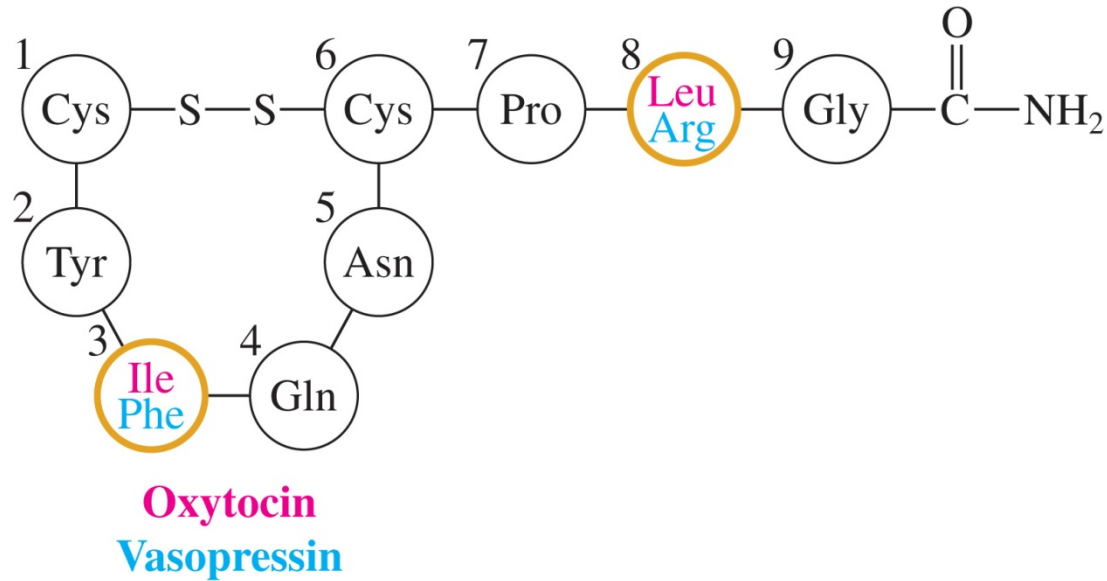 1 6 7 8 9 O
Cys S S Cys Pro Leu Gly C NH₂
Arg
2 5
Tyr Asn
3 4
Ile Gln
Phe
Oxytocin
Vasopressin